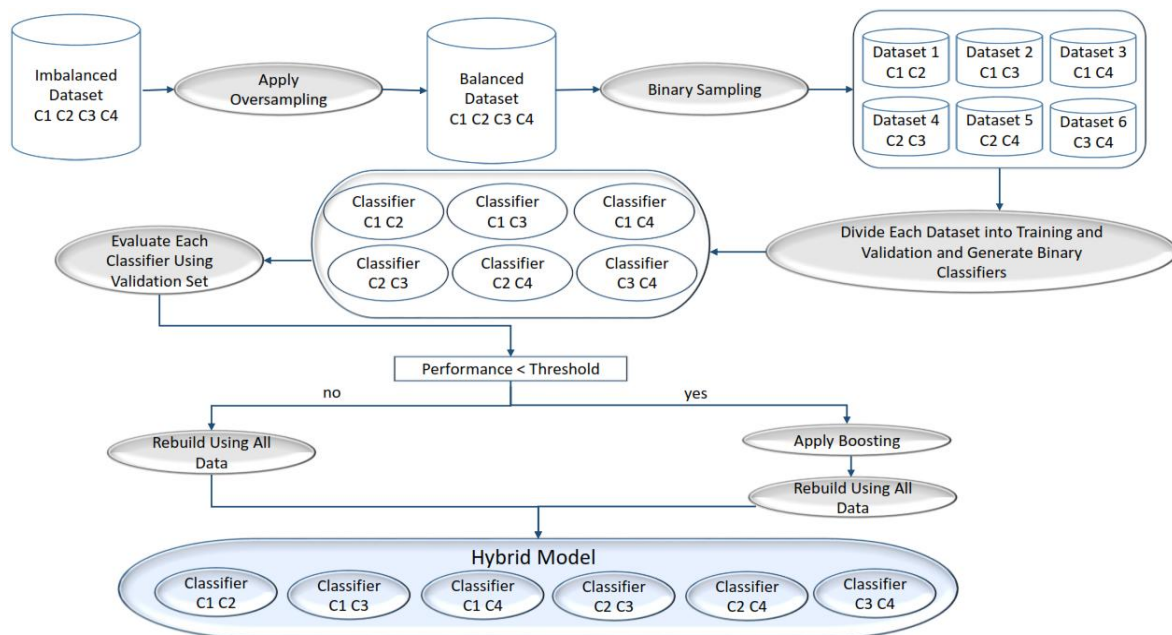 Imbalanced
Dataset
C1 C2 C3 C4
Apply
Oversampling
Balanced
Dataset
C1 C2 C3 C4
Binary Sampling
Dataset 1
C1 C2
Dataset 2
C1 C3
Dataset 3
C1 C4
Dataset 4
C2 C3
Dataset 5
C2 C4
Dataset 6
C3 C4
Divide Each Dataset into Training and
Validation and Generate Binary
Classifiers
Classifier
C1 C2
Classifier
C1 C3
Classifier
C1 C4
Classifier
C2 C3
Classifier
C2 C4
Classifier
C3 C4
Evaluate Each
Classifier Using
Validation Set
Performance < Threshold
no
yes
Rebuild Using All
Data
Apply Boosting
Rebuild Using All
Data
Hybrid Model
Classifier
C1 C2
Classifier
C1 C3
Classifier
C1 C4
Classifier
C2 C3
Classifier
C2 C4
Classifier
C3 C4